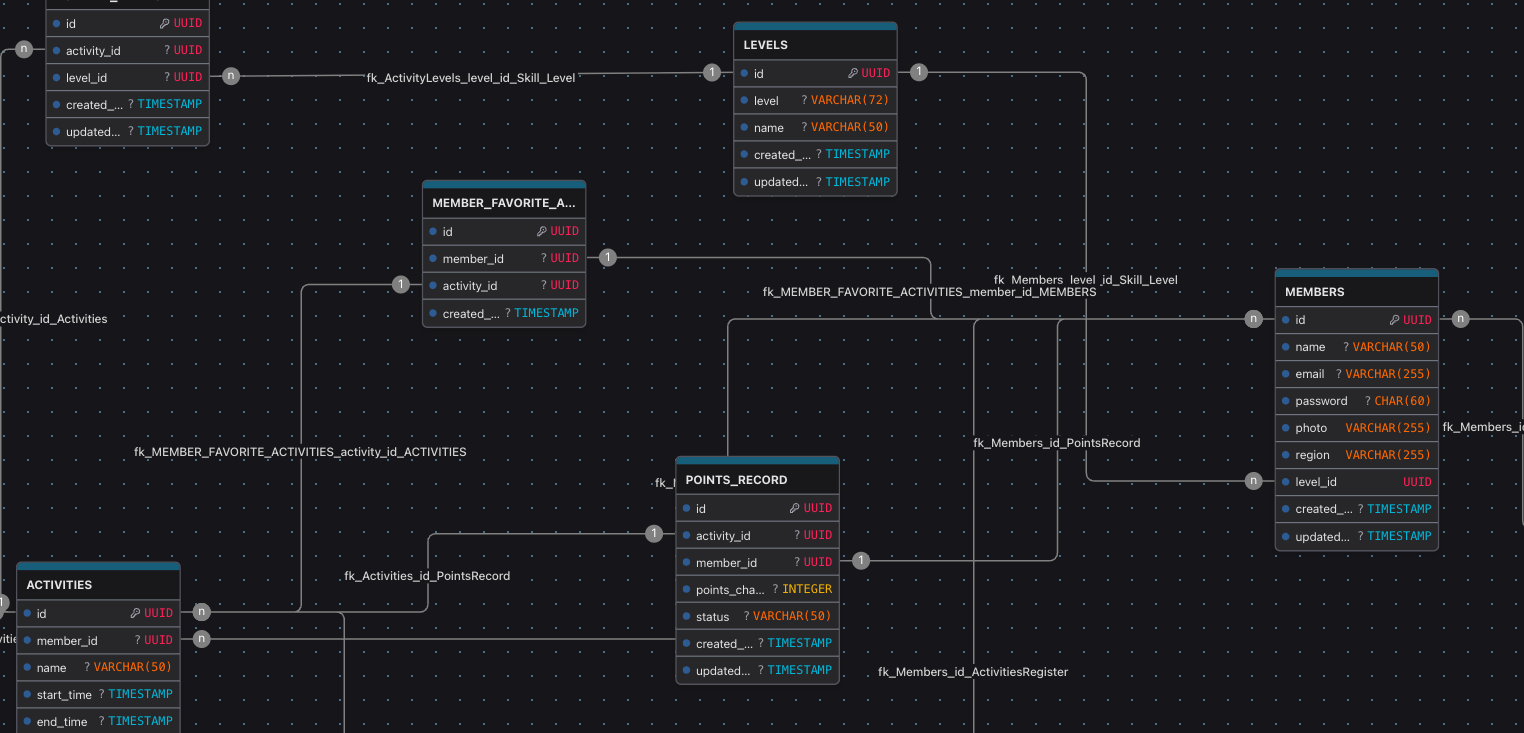 id UUID
n
activity_id ? UUID
level_id ? UUID
n
fk_ActivityLevels_level_id_Skill_Level
1
created_... ? TIMESTAMP
updated... ? TIMESTAMP
LEVELS
id UUID
1
level ? VARCHAR(72)
name ? VARCHAR(50)
created_... ? TIMESTAMP
updated... ? TIMESTAMP
MEMBER_FAVORITE_A...
id UUID
member_id ? UUID
1
1
activity_id ? UUID
created_... ? TIMESTAMP
fk_Members_level_id_Skill_Level
fk_MEMBER_FAVORITE_ACTIVITIES_member_id_MEMBERS
ctivity_id_Activities
MEMBERS
n
id UUID
n
name ? VARCHAR(50)
email ? VARCHAR(255)
password ? CHAR(60)
photo VARCHAR(255)
region VARCHAR(255)
n
level_id UUID
created_... ? TIMESTAMP
updated... ? TIMESTAMP
fk_Members_id
fk_Members_id_PointsRecord
fk_MEMBER_FAVORITE_ACTIVITIES_activity_id_ACTIVITIES
POINTS_RECORD
id UUID
1
activity_id ? UUID
member_id ? UUID
1
points_cha... ? INTEGER
status ? VARCHAR(50)
created_... ? TIMESTAMP
updated... ? TIMESTAMP
fk_Activities_id_PointsRecord
fk_Members_id_ActivitiesRegister
ACTIVITIES
1
id UUID
n
member_id ? UUID
n
name ? VARCHAR(50)
start_time ? TIMESTAMP
end_time ? TIMESTAMP